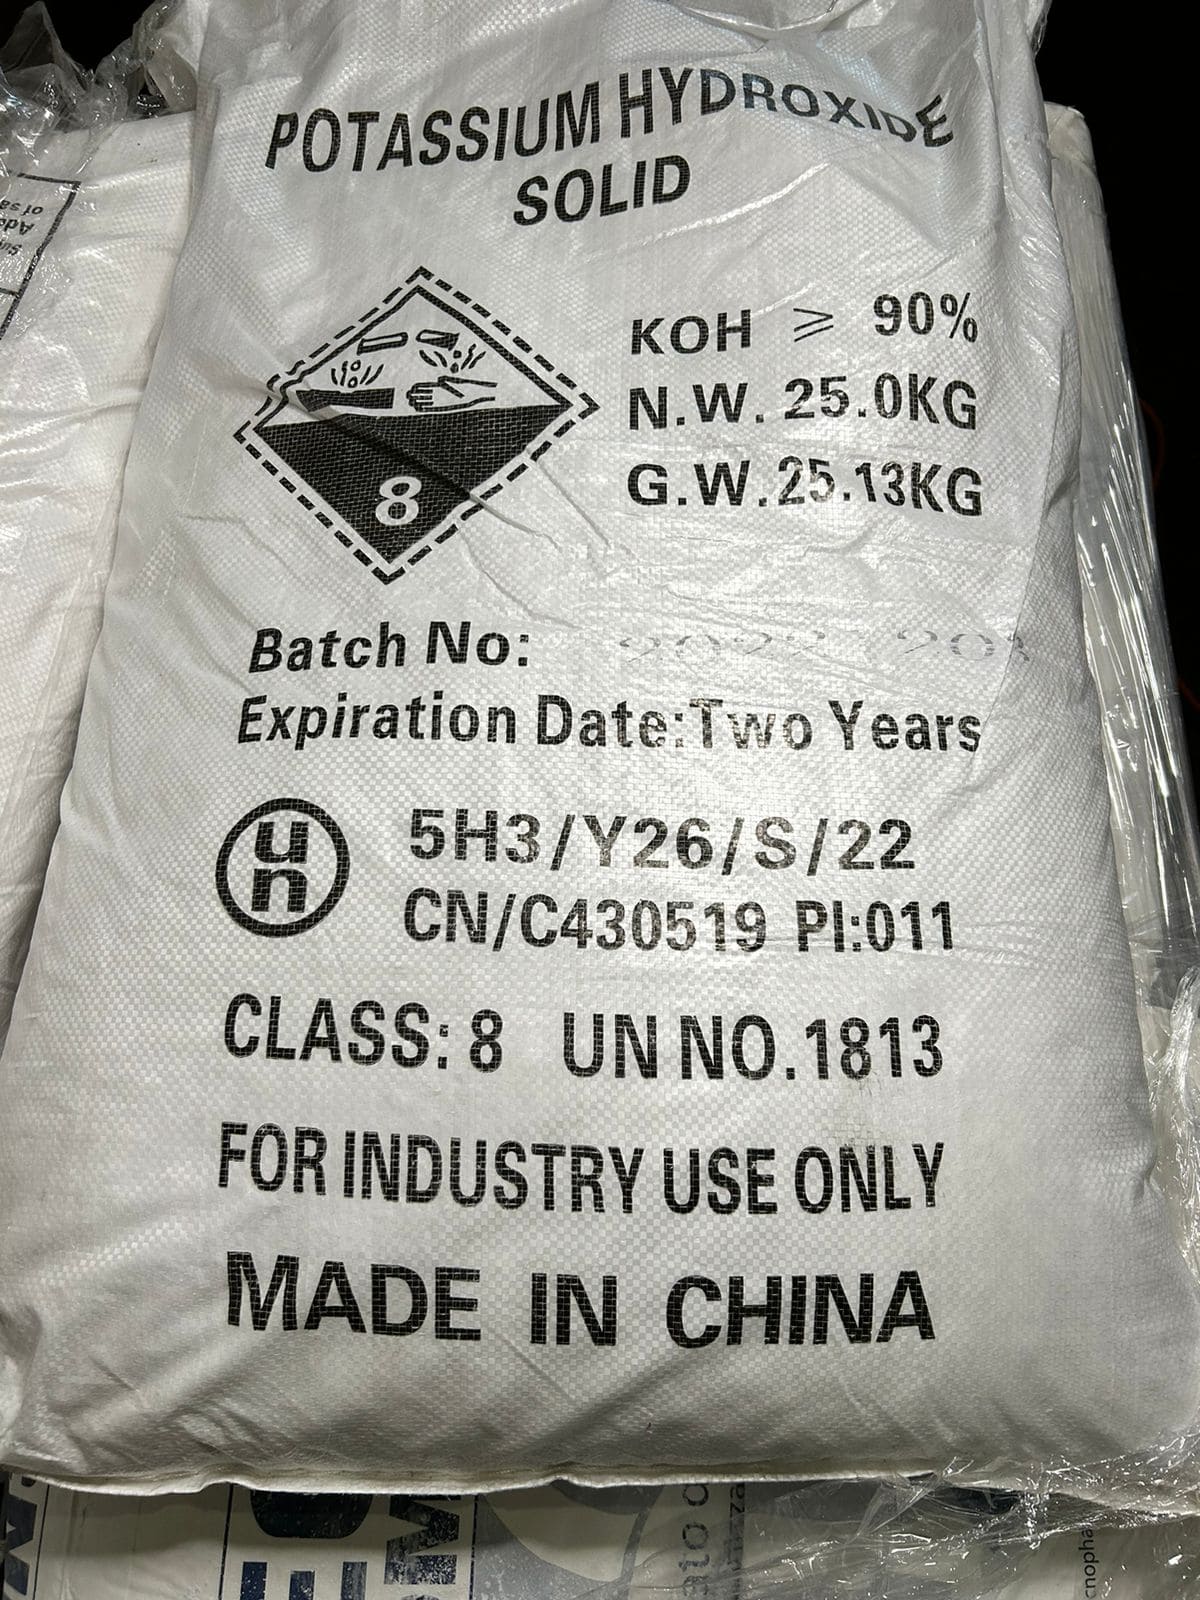 POTASSIUM HYDROXIDE
SOLID
KOH ≥ 90%
N.W. 25.0KG
G.W. 25.13KG
8
Batch No:
Expiration Date:Two Years
un
5H3/Y26/S/22
CN/C430519 PI:011
CLASS: 8 UN NO.1813
FOR INDUSTRY USE ONLY
MADE IN CHINA